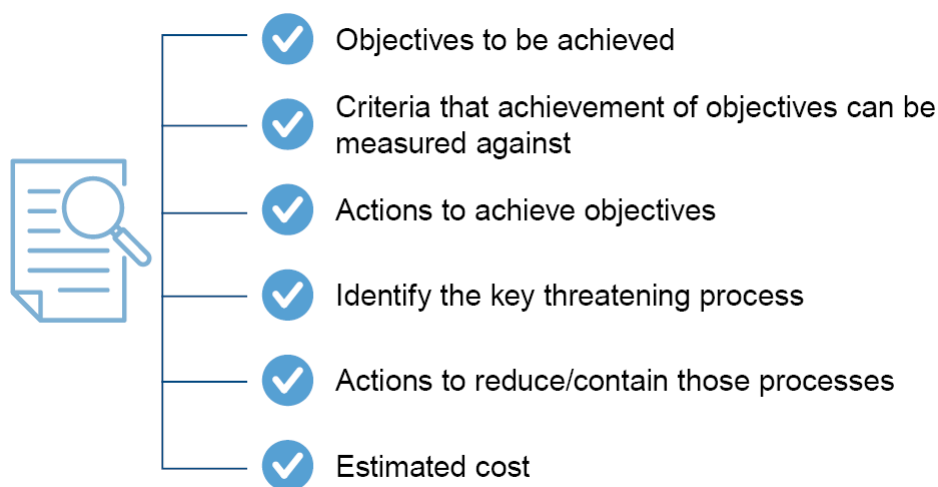 Objectives to be achieved
Criteria that achievement of objectives can be
measured against
Actions to achieve objectives
Identify the key threatening process
Actions to reduce/contain those processes
Estimated cost